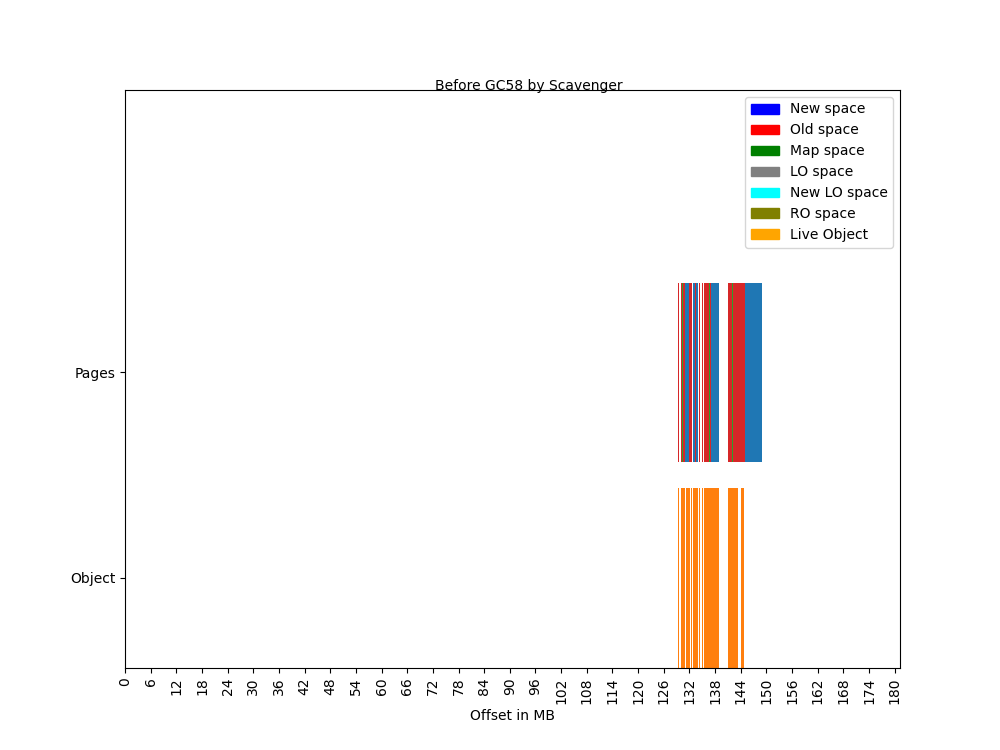 Before GC58 by Scavenger
New space
Old space
Map space
LO space
New LO space
RO space
Live Object
Pages
Object
0 6 12 18 24 30 36 42 48 54 60 66 72 78 84 90 96 102 108 114 120 126 132 138 144 150 156 162 168 174 180
Offset in MB